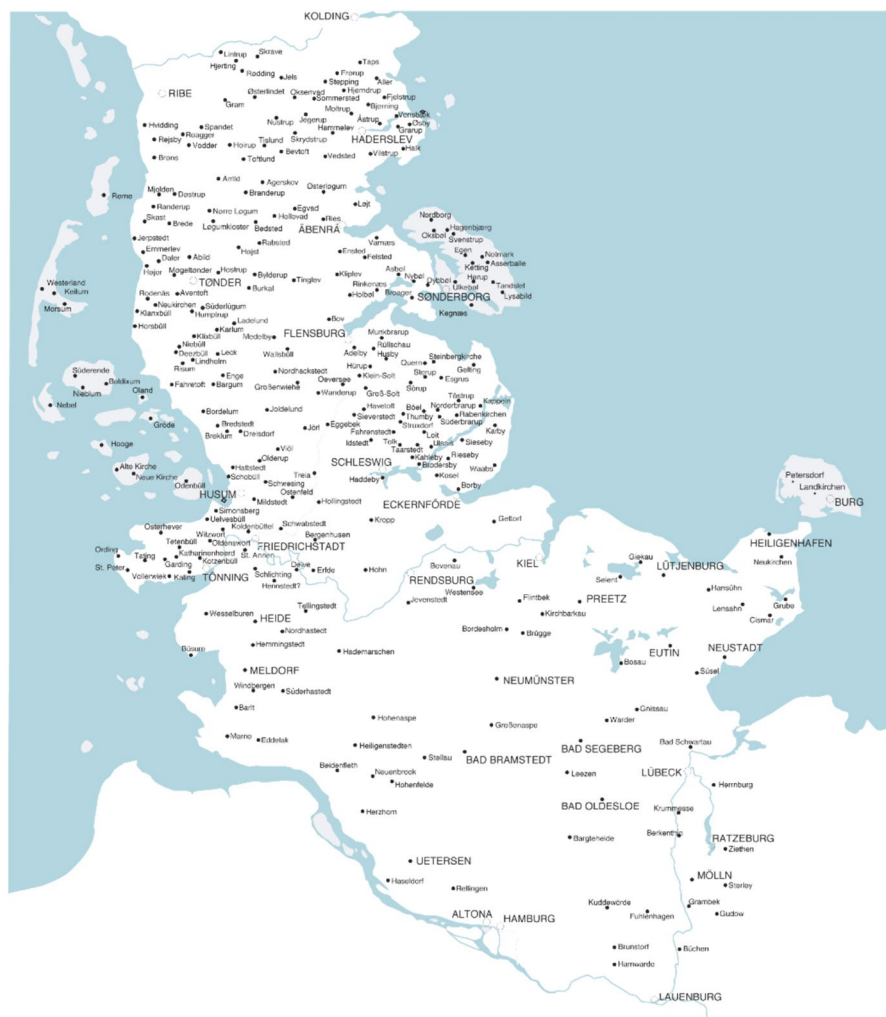 KOLDING
Lintrup
Skrave
Hjerting
Taps
Rødding
Jels
Frørup
Stepping
Aller
RIBE
Hjerndrup
Østerlindet
Oksenvad
Sommersted
Fjelstrup
Gram
Bjerning
Moltrup
Vonsbæk
Nustrup
Jegerup
Åstrup
Øsby
Hvidding
Spandet
Hammelev
Grarup
Roagger
Skrydstrup
HADERSLEV
Rejsby
Vodder
Højrup
Tislund
Halk
Bevtoft
Vedsted
Vilstrup
Brøns
Toftlund
Arrild
Agerskov
Rømø
Mjolden
Døstrup
Branderup
Østerløgum
Randerup
Nørre Løgum
Egvad
Løjt
Nordborg
Skast
Brede
Løgumkloster
Hellevad
Ries
Bedsted
ÅBENRÅ
Hagenbjærg
Oksbøl
Svenstrup
Jerpstedt
Rabsted
Varnæs
Højst
Egen
Emmerlev
Ensted
Notmark
Daler
Abild
Felsted
Asserballe
Ketting
Højer
Møgeltønder
Hostrup
Bylderup
Kliplev
Asbøl
Nybøl
Dybbøl
Hørup
TØNDER
Tinglev
Rinkenæs
Ulkebøl
Tandslet
Westerland
Burkal
Keitum
Rodenäs
Aventoft
Holbøl
Broager
SØNDERBORG
Lysabild
Morsum
Neukirchen
Süderlügum
Kegnæs
Klanxbüll
Humptrup
Ladelund
Bov
Horsbüll
Karlum
FLENSBURG
Klixbüll
Medelby
Munkbrarup
Niebüll
Rüllschau
Deezbüll
Leck
Wallsbüll
Adelby
Husby
Steinbergkirche
Lindholm
Quern
Risum
Hürup
Gelting
Süderende
Enge
Nordhackstedt
Klein-Solt
Sterup
Esgrus
Boldixum
Fahretoft
Bargum
Oeversee
Nieblum
Großenwiehe
Sörup
Oland
Wanderup
Groß-Solt
Töstrup
Nebel
Bordelum
Joldelund
Havetoft
Böel
Norderbrarup
Kappeln
Gröde
Sieverstedt
Thumby
Rabenkirchen
Bredstedt
Jörl
Eggebek
Struxdorf
Süderbrarup
Breklum
Drelsdorf
Fahrenstedt
Karby
Hooge
Idstedt
Tolk
Loit
Viöl
Taarstedt
Ulsnis
Sieseby
Olderup
Kahleby
Rieseby
Alte Kirche
Hattstedt
SCHLESWIG
Brodersby
Waabs
Neue Kirche
Schobüll
Treia
Petersdorf
Odenbüll
Schwesing
Haddeby
Kosel
Landkirchen
HUSUM
Ostenfeld
Borby
Mildstedt
Hollingstedt
BURG
ECKERNFÖRDE
Simonsberg
Uelvesbüll
Kropp
Gettorf
Osterhever
Koldenbüttel
Schwabstedt
Witzwort
HEILIGENHAFEN
Tetenbüll
Oldenswort
Bergenhusen
Ording
Katharinenheerd
FRIEDRICHSTADT
St. Annen
Tating
Kotzenbüll
KIEL
Giekau
Neukirchen
Garding
Bovenau
LÜTJENBURG
St. Peter
Delve
Erfde
Hohn
Vollerwiek
Kating
TÖNNING
Schlichting
RENDSBURG
Selent
Hennstedt?
Westensee
Hansühn
Flintbek
PREETZ
Jevenstedt
Grube
Tellingstedt
Lensahn
Wesselburen
HEIDE
Kirchbarkau
Cismar
Nordhastedt
Bordesholm
Brügge
Hemmingstedt
EUTIN
NEUSTADT
Büsum
Hademarschen
Bosau
MELDORF
Süsel
NEUMÜNSTER
Windbergen
Süderhastedt
Barlt
Gnissau
Hohenaspe
Warder
Großenaspe
Marne
Eddelak
Heiligenstedten
BAD SEGEBERG
Bad Schwartau
Stellau
BAD BRAMSTEDT
Beidenfleth
Neuenbrook
Leezen
LÜBECK
Hohenfelde
Herrnburg
BAD OLDESLOE
Herzhorn
Krummesse
Berkenthin
Bargteheide
RATZEBURG
Ziethen
UETERSEN
MÖLLN
Haseldorf
Rellingen
Sterley
Kuddewörde
Grambek
ALTONA
HAMBURG
Fuhlenhagen
Gudow
Brunstorf
Büchen
Hamwarde
LAUENBURG